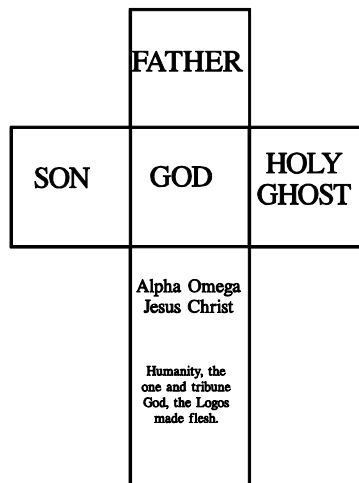 FATHER
SON
GOD
HOLY
GHOST
Alpha Omega
Jesus Christ
Humanity, the
one and tribune
God, the Logos
made flesh.